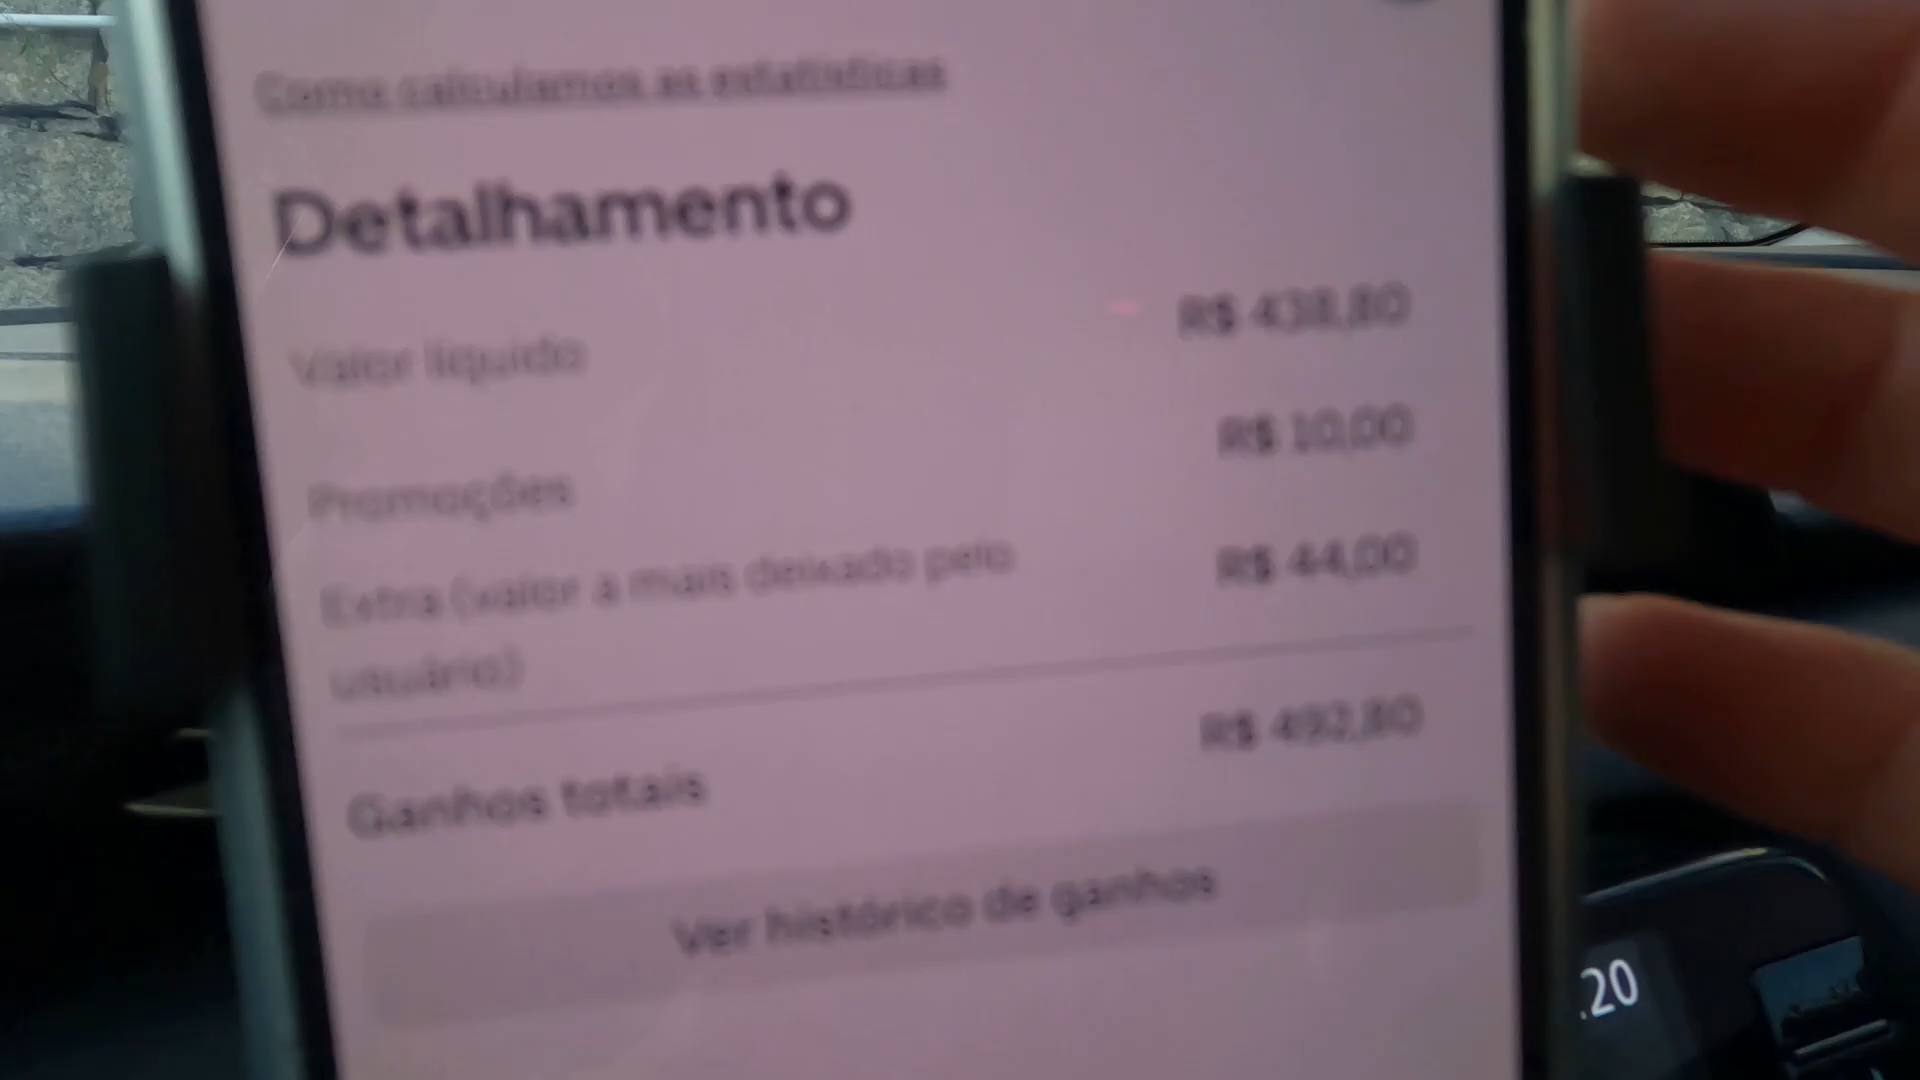 Como calculamos as estatísticas
Detalhamento
Valor líquido R$ 438,80
Promoções R$ 10,00
Extra (valor a mais deixado pelo R$ 44,00
usuário)
Ganhos totais R$ 492,80
Ver histórico de ganhos
.20